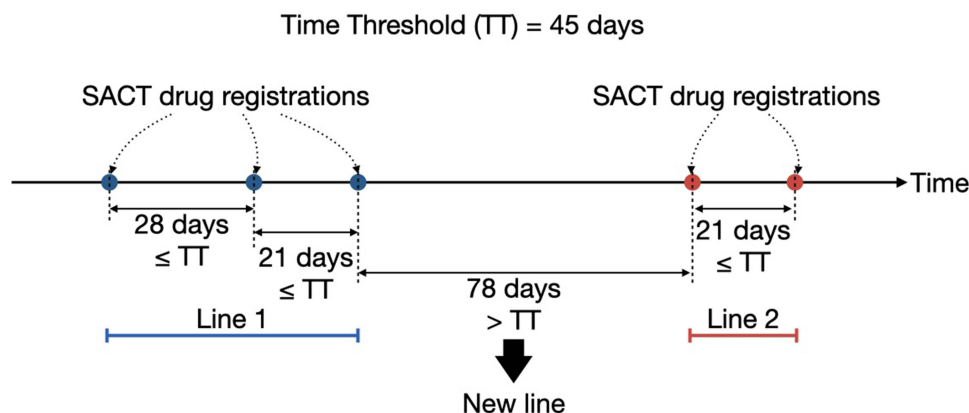 Time Threshold (TT) = 45 days
SACT drug registrations
SACT drug registrations
Time
28 days
≤ TT
21 days
≤ TT
78 days
> TT
21 days
≤ TT
Line 1
Line 2
New line